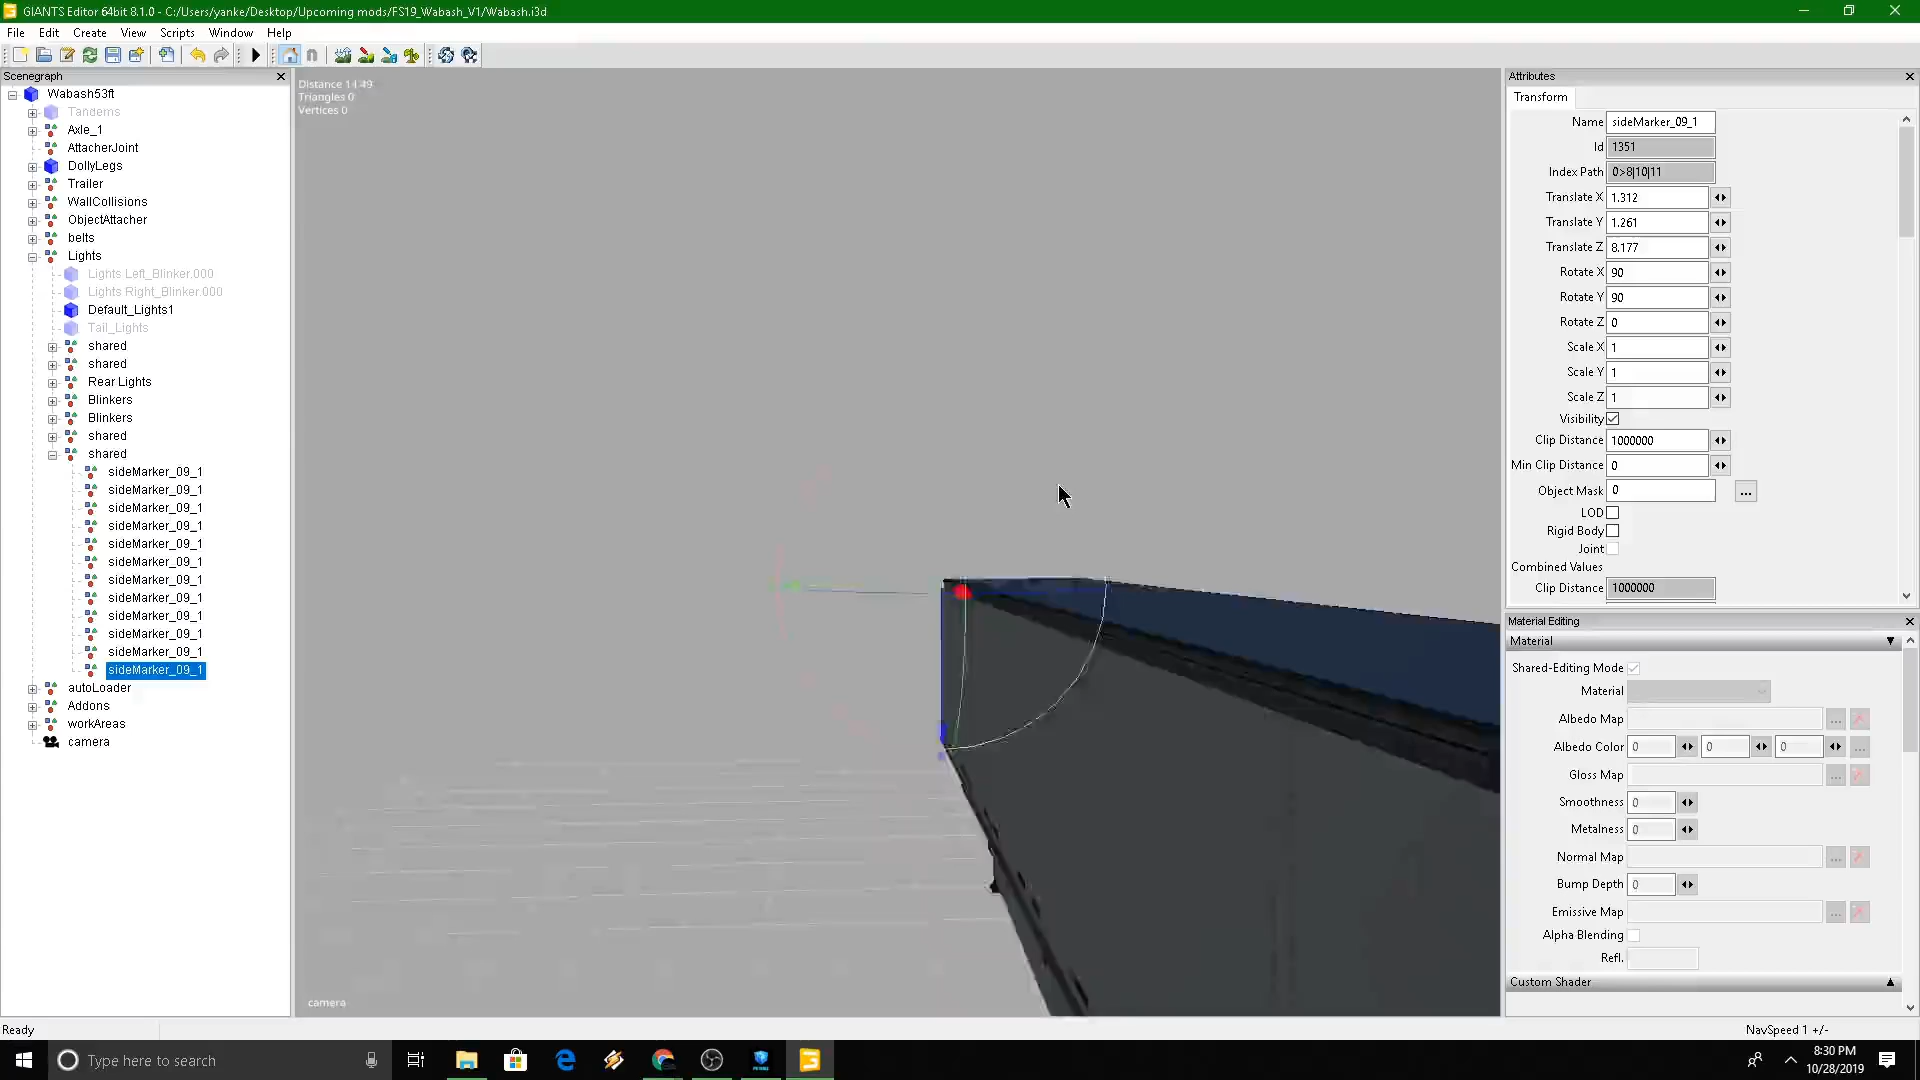 GIANTS Editor 64bit 8.1.0 - C:/Users/yanke/Desktop/Upcoming mods/FS19_Wabash_V1/Wabash.i3d
File Edit Create View Scripts Window Help
Scenegraph
Wabash53ft
Tandems
Axle_1
AttacherJoint
DollyLegs
Trailer
WallCollisions
ObjectAttacher
belts
Lights
Lights Left_Blinker.000
Lights Right_Blinker.000
Default_Lights1
Tail_Lights
shared
shared
Rear Lights
Blinkers
Blinkers
shared
shared
sideMarker_09_1
sideMarker_09_1
sideMarker_09_1
sideMarker_09_1
sideMarker_09_1
sideMarker_09_1
sideMarker_09_1
sideMarker_09_1
sideMarker_09_1
sideMarker_09_1
sideMarker_09_1
sideMarker_09_1
autoLoader
Addons
workAreas
camera
Triangles 0
Vertices 0
camera
Attributes
Transform
Name sideMarker_09_1
Id 1351
Index Path 0>8|10|11
Translate X 1.312
Translate Y 1.261
Translate Z 8.177
Rotate X 90
Rotate Y 90
Rotate Z 0
Scale X 1
Scale Y 1
Scale Z 1
Visibility
Clip Distance 1000000
Min Clip Distance 0
Object Mask 0 ...
LOD
Rigid Body
Joint
Combined Values
Clip Distance 1000000
Material Editing
Material
Shared-Editing Mode
Material
Albedo Map ...
Albedo Color 0 0 0 ...
Gloss Map ...
Smoothness 0
Metalness 0
Normal Map ...
Bump Depth 0
Emissive Map ...
Alpha Blending
Refl.
Custom Shader
Ready
NavSpeed 1 +/-
Type here to search
8:30 PM
10/28/2019